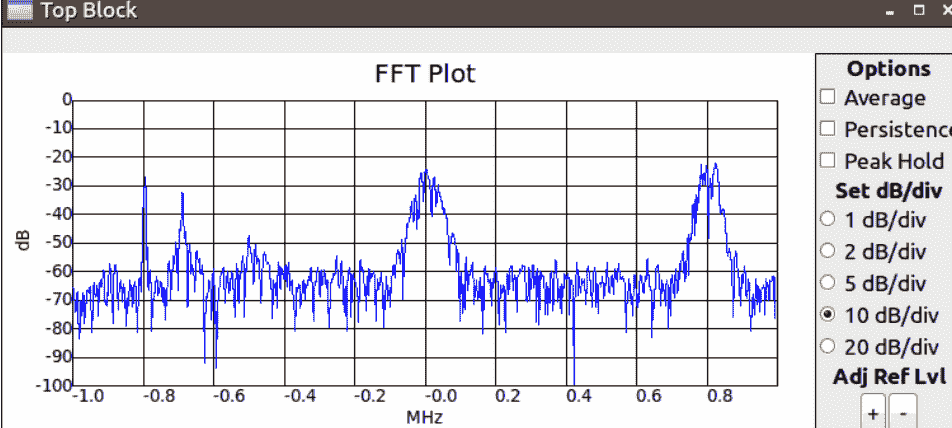 Top Block
FFT Plot
Options
Average
Persistence
Peak Hold
Set dB/div
1 dB/div
2 dB/div
5 dB/div
10 dB/div
20 dB/div
Adj Ref Lvl
+ -
dB
0
-10
-20
-30
-40
-50
-60
-70
-80
-90
-100
-1.0 -0.8 -0.6 -0.4 -0.2 -0.0 0.2 0.4 0.6 0.8
MHz